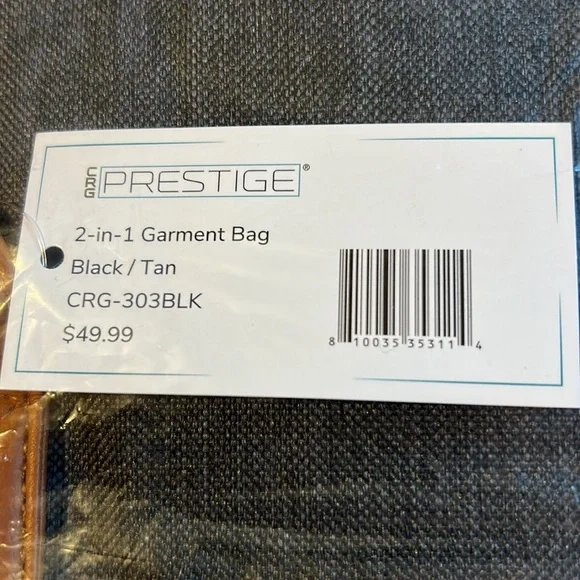 CRG PRESTIGE®
2-in-1 Garment Bag
Black / Tan
CRG-303BLK
$49.99
8 10035 35311 4